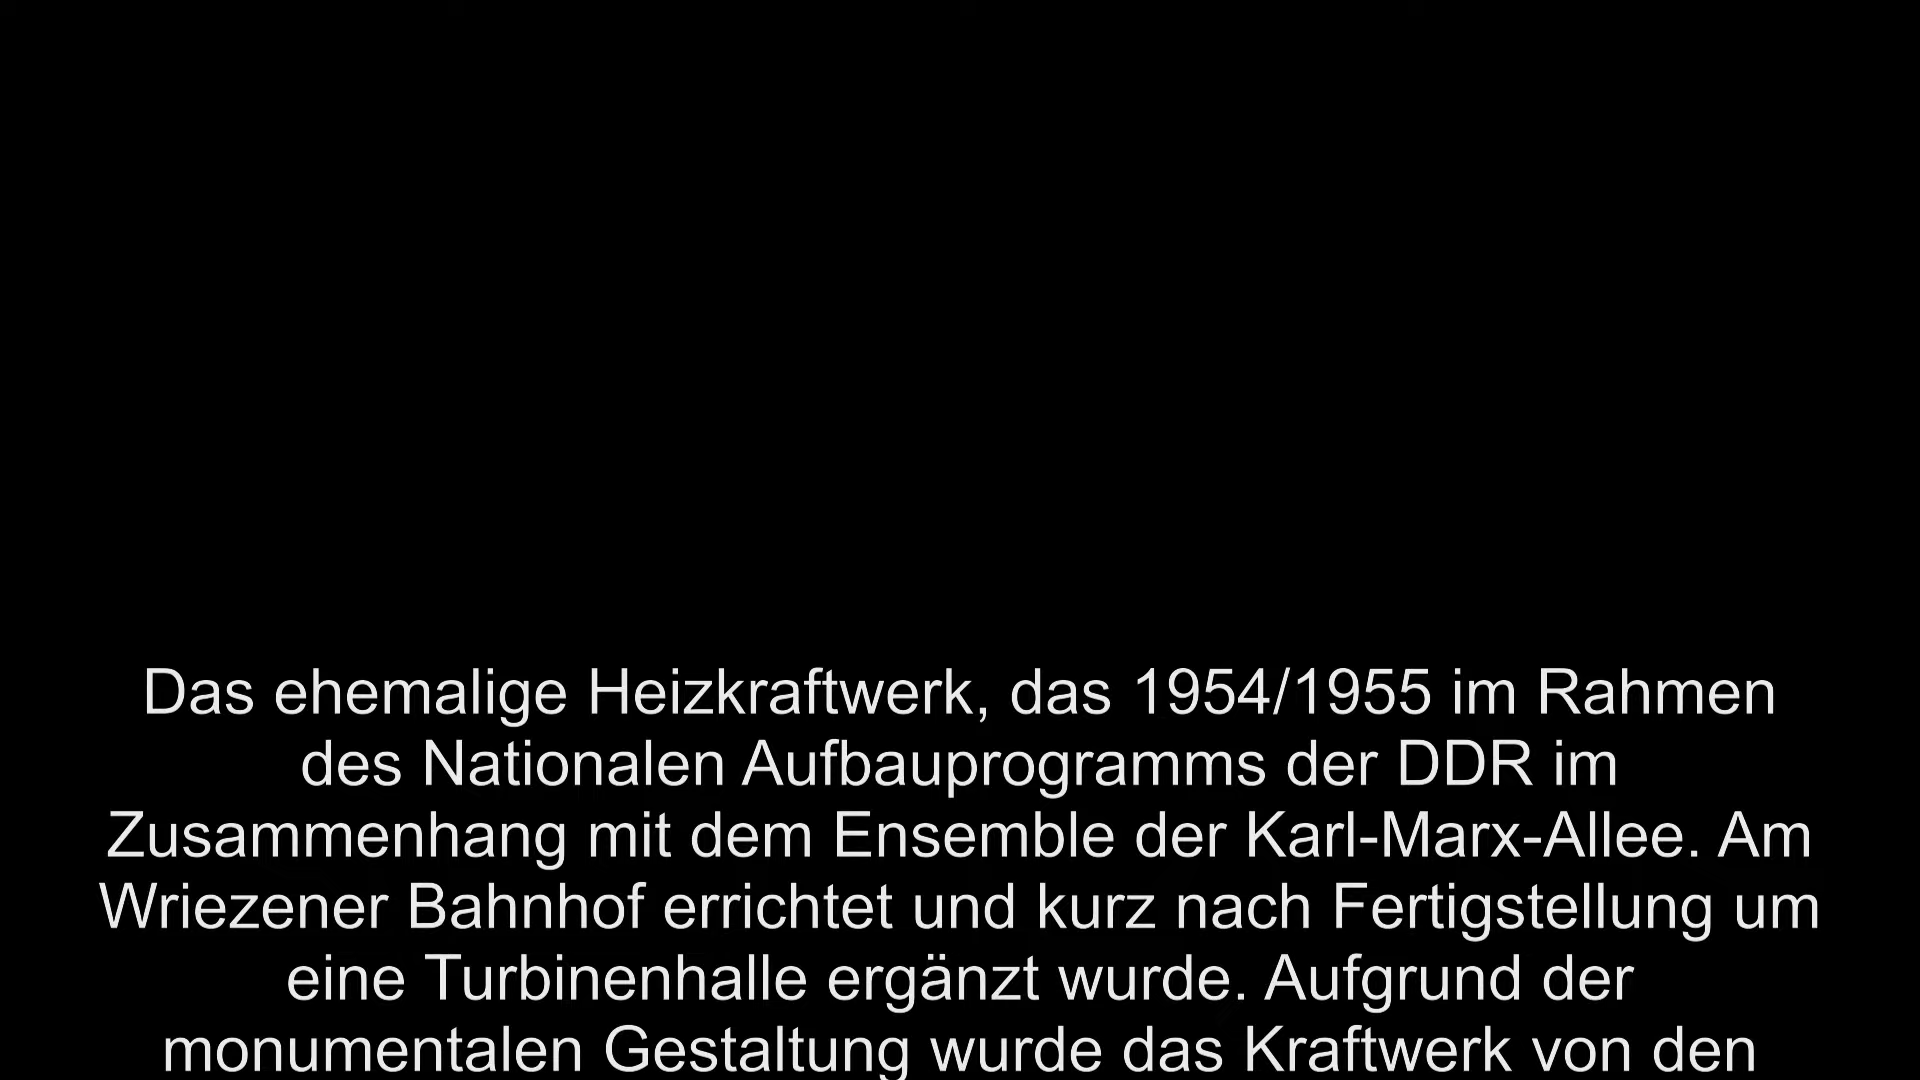 Das ehemalige Heizkraftwerk, das 1954/1955 im Rahmen
des Nationalen Aufbauprogramms der DDR im
Zusammenhang mit dem Ensemble der Karl-Marx-Allee. Am
Wriezener Bahnhof errichtet und kurz nach Fertigstellung um
eine Turbinenhalle ergänzt wurde. Aufgrund der
monumentalen Gestaltung wurde das Kraftwerk von den